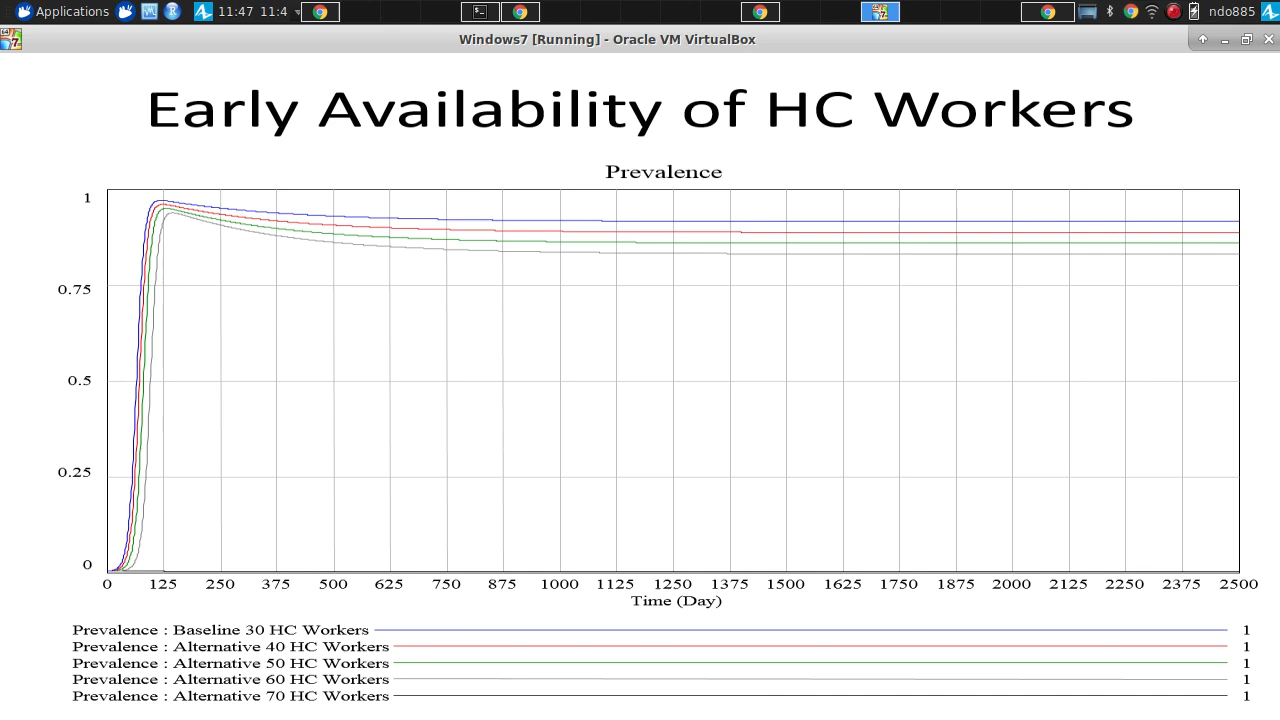 Applications 11:47 11:4 ndo885
Windows7 [Running] - Oracle VM VirtualBox
Early Availability of HC Workers
Prevalence
1
0.75
0.5
0.25
0
0 125 250 375 500 625 750 875 1000 1125 1250 1375 1500 1625 1750 1875 2000 2125 2250 2375 2500
Time (Day)
Prevalence : Baseline 30 HC Workers 1
Prevalence : Alternative 40 HC Workers 1
Prevalence : Alternative 50 HC Workers 1
Prevalence : Alternative 60 HC Workers 1
Prevalence : Alternative 70 HC Workers 1